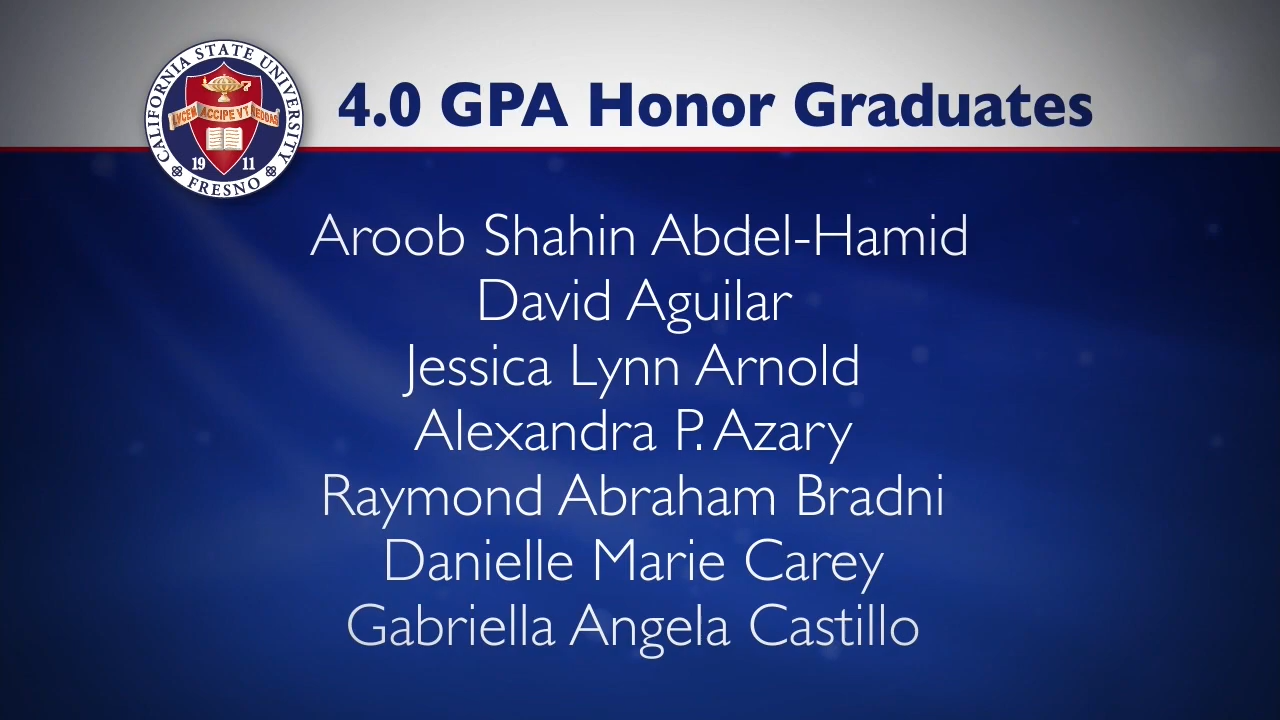 CALIFORNIA STATE UNIVERSITY
FRESNO
LVCEM ACCIPE VT REDDAS
19 11
4.0 GPA Honor Graduates
Aroob Shahin Abdel-Hamid
David Aguilar
Jessica Lynn Arnold
Alexandra P. Azary
Raymond Abraham Bradni
Danielle Marie Carey
Gabriella Angela Castillo